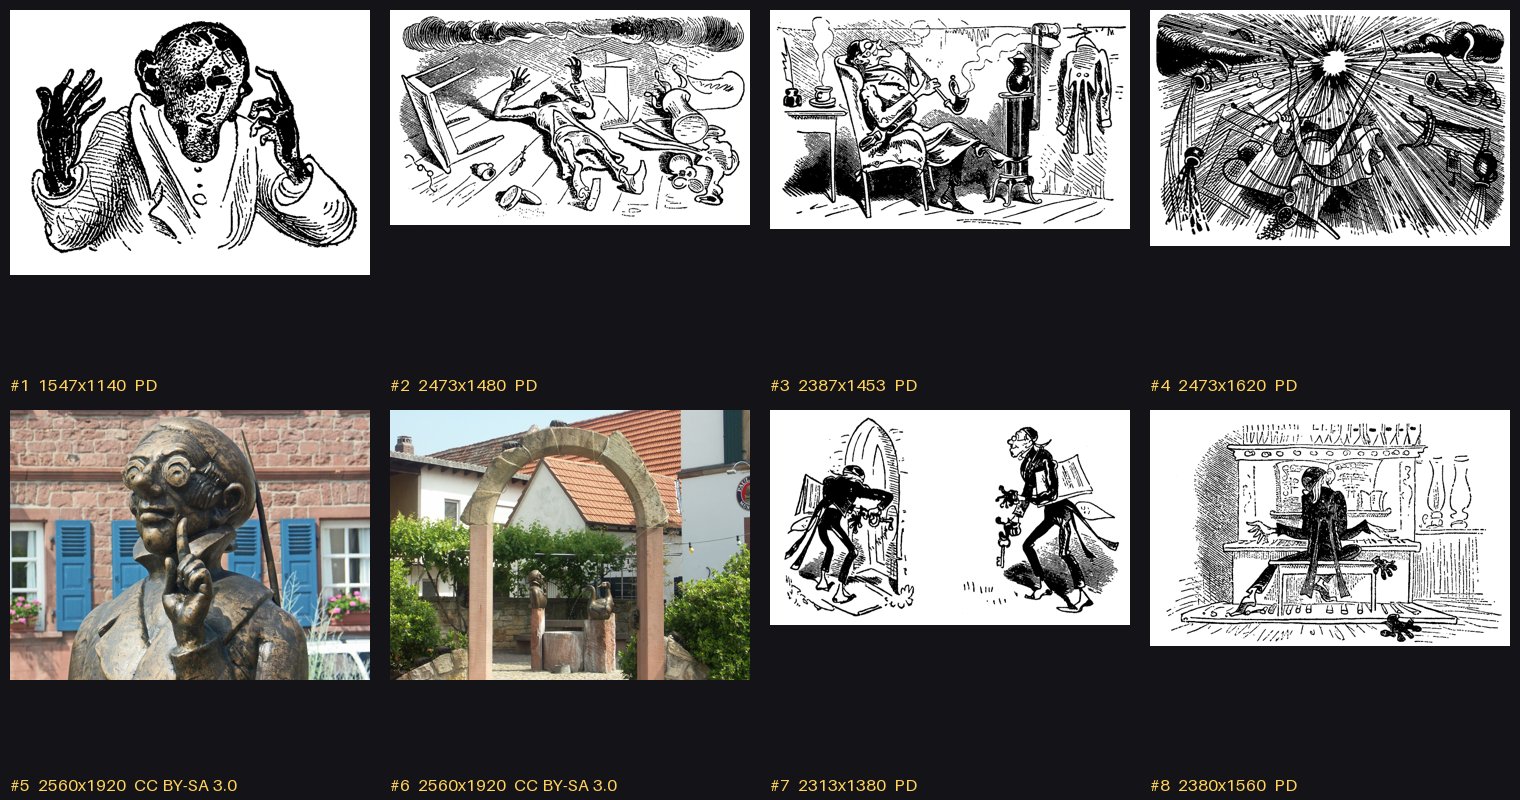 #1 1547x1140 PD
#2 2473x1480 PD
#3 2387x1453 PD
#4 2473x1620 PD
#5 2560x1920 CC BY-SA 3.0
#6 2560x1920 CC BY-SA 3.0
#7 2313x1380 PD
#8 2380x1560 PD